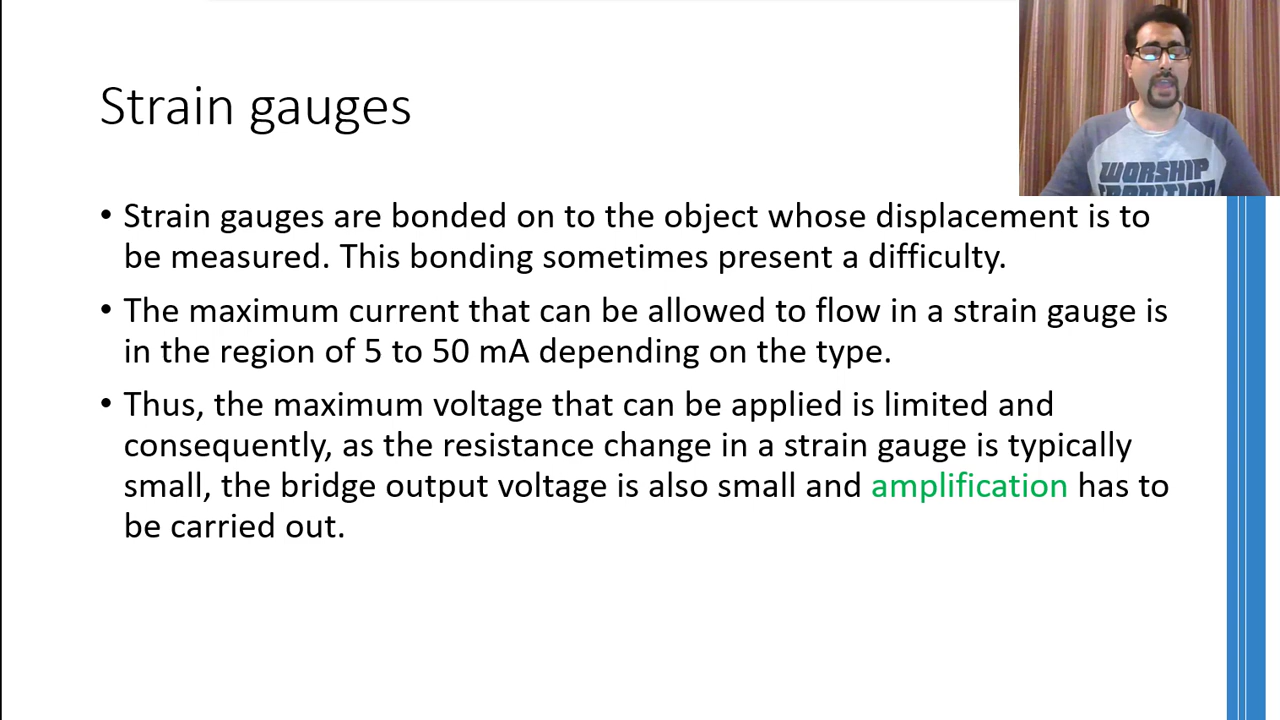 Strain gauges
WORSHIP
TRADITION
• Strain gauges are bonded on to the object whose displacement is to
be measured. This bonding sometimes present a difficulty.
• The maximum current that can be allowed to flow in a strain gauge is
in the region of 5 to 50 mA depending on the type.
• Thus, the maximum voltage that can be applied is limited and
consequently, as the resistance change in a strain gauge is typically
small, the bridge output voltage is also small and amplification has to
be carried out.